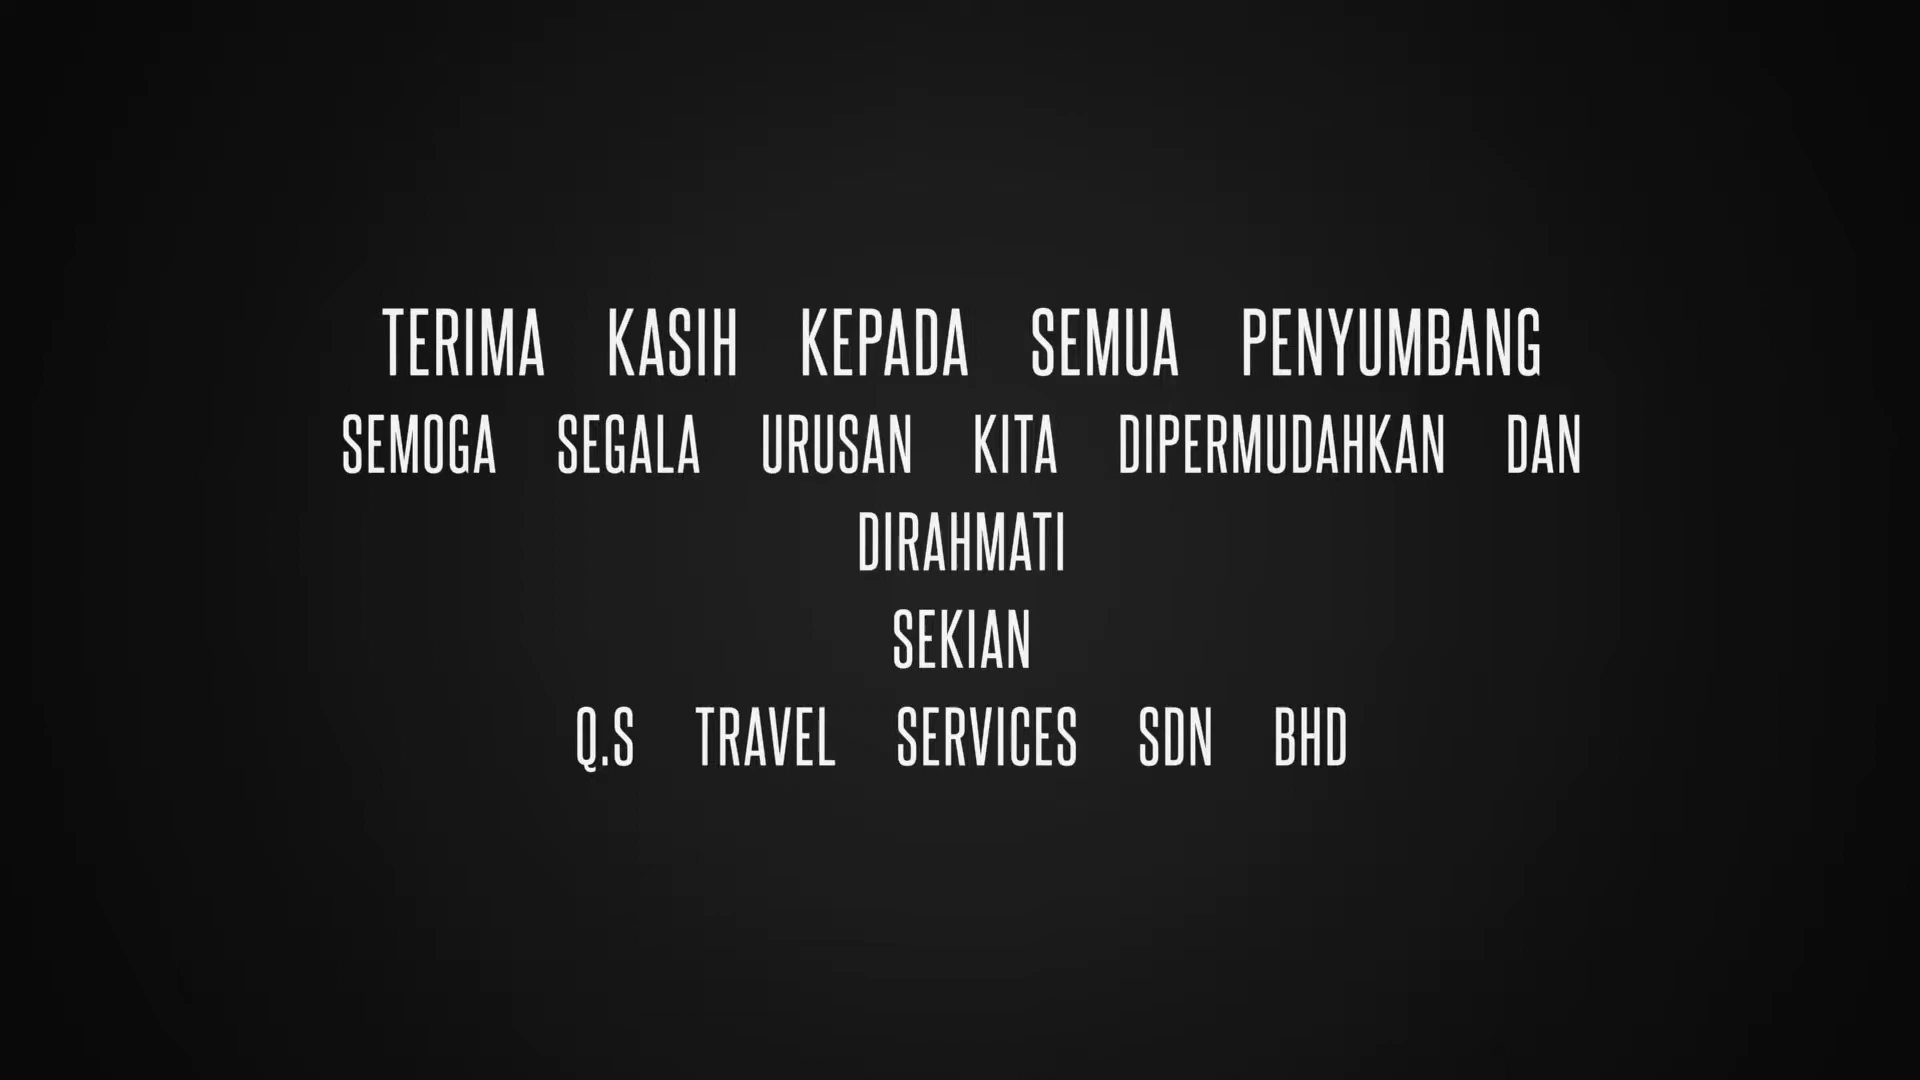 TERIMA KASIH KEPADA SEMUA PENYUMBANG
SEMOGA SEGALA URUSAN KITA DIPERMUDAHKAN DAN
DIRAHMATI
SEKIAN
Q.S TRAVEL SERVICES SDN BHD